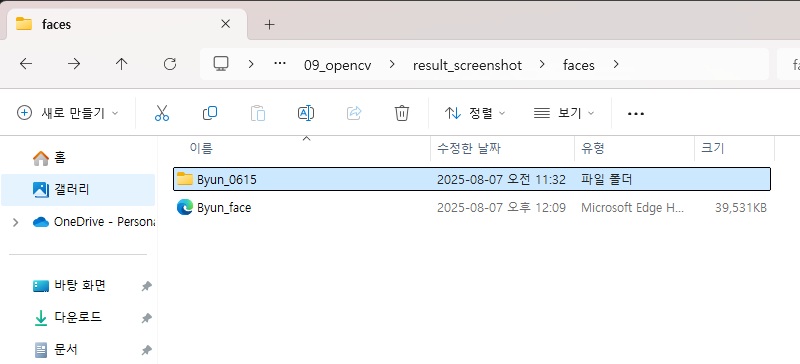 faces
09_opencv result_screenshot faces
새로 만들기 정렬 보기
이름 수정한 날짜 유형 크기
홈
갤러리
OneDrive - Persona
바탕 화면
다운로드
문서
Byun_0615 2025-08-07 오전 11:32 파일 폴더
Byun_face 2025-08-07 오후 12:09 Microsoft Edge H... 39,531KB